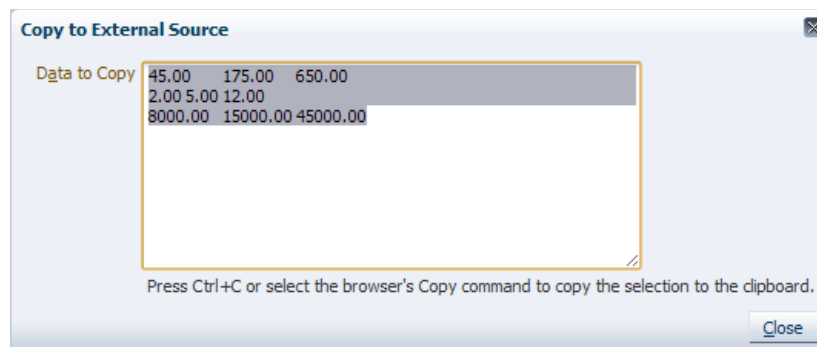 Copy to External Source
Data to Copy
45.00 175.00 650.00
2.00 5.00 12.00
8000.00 15000.00 45000.00
Press Ctrl+C or select the browser's Copy command to copy the selection to the clipboard.
Close